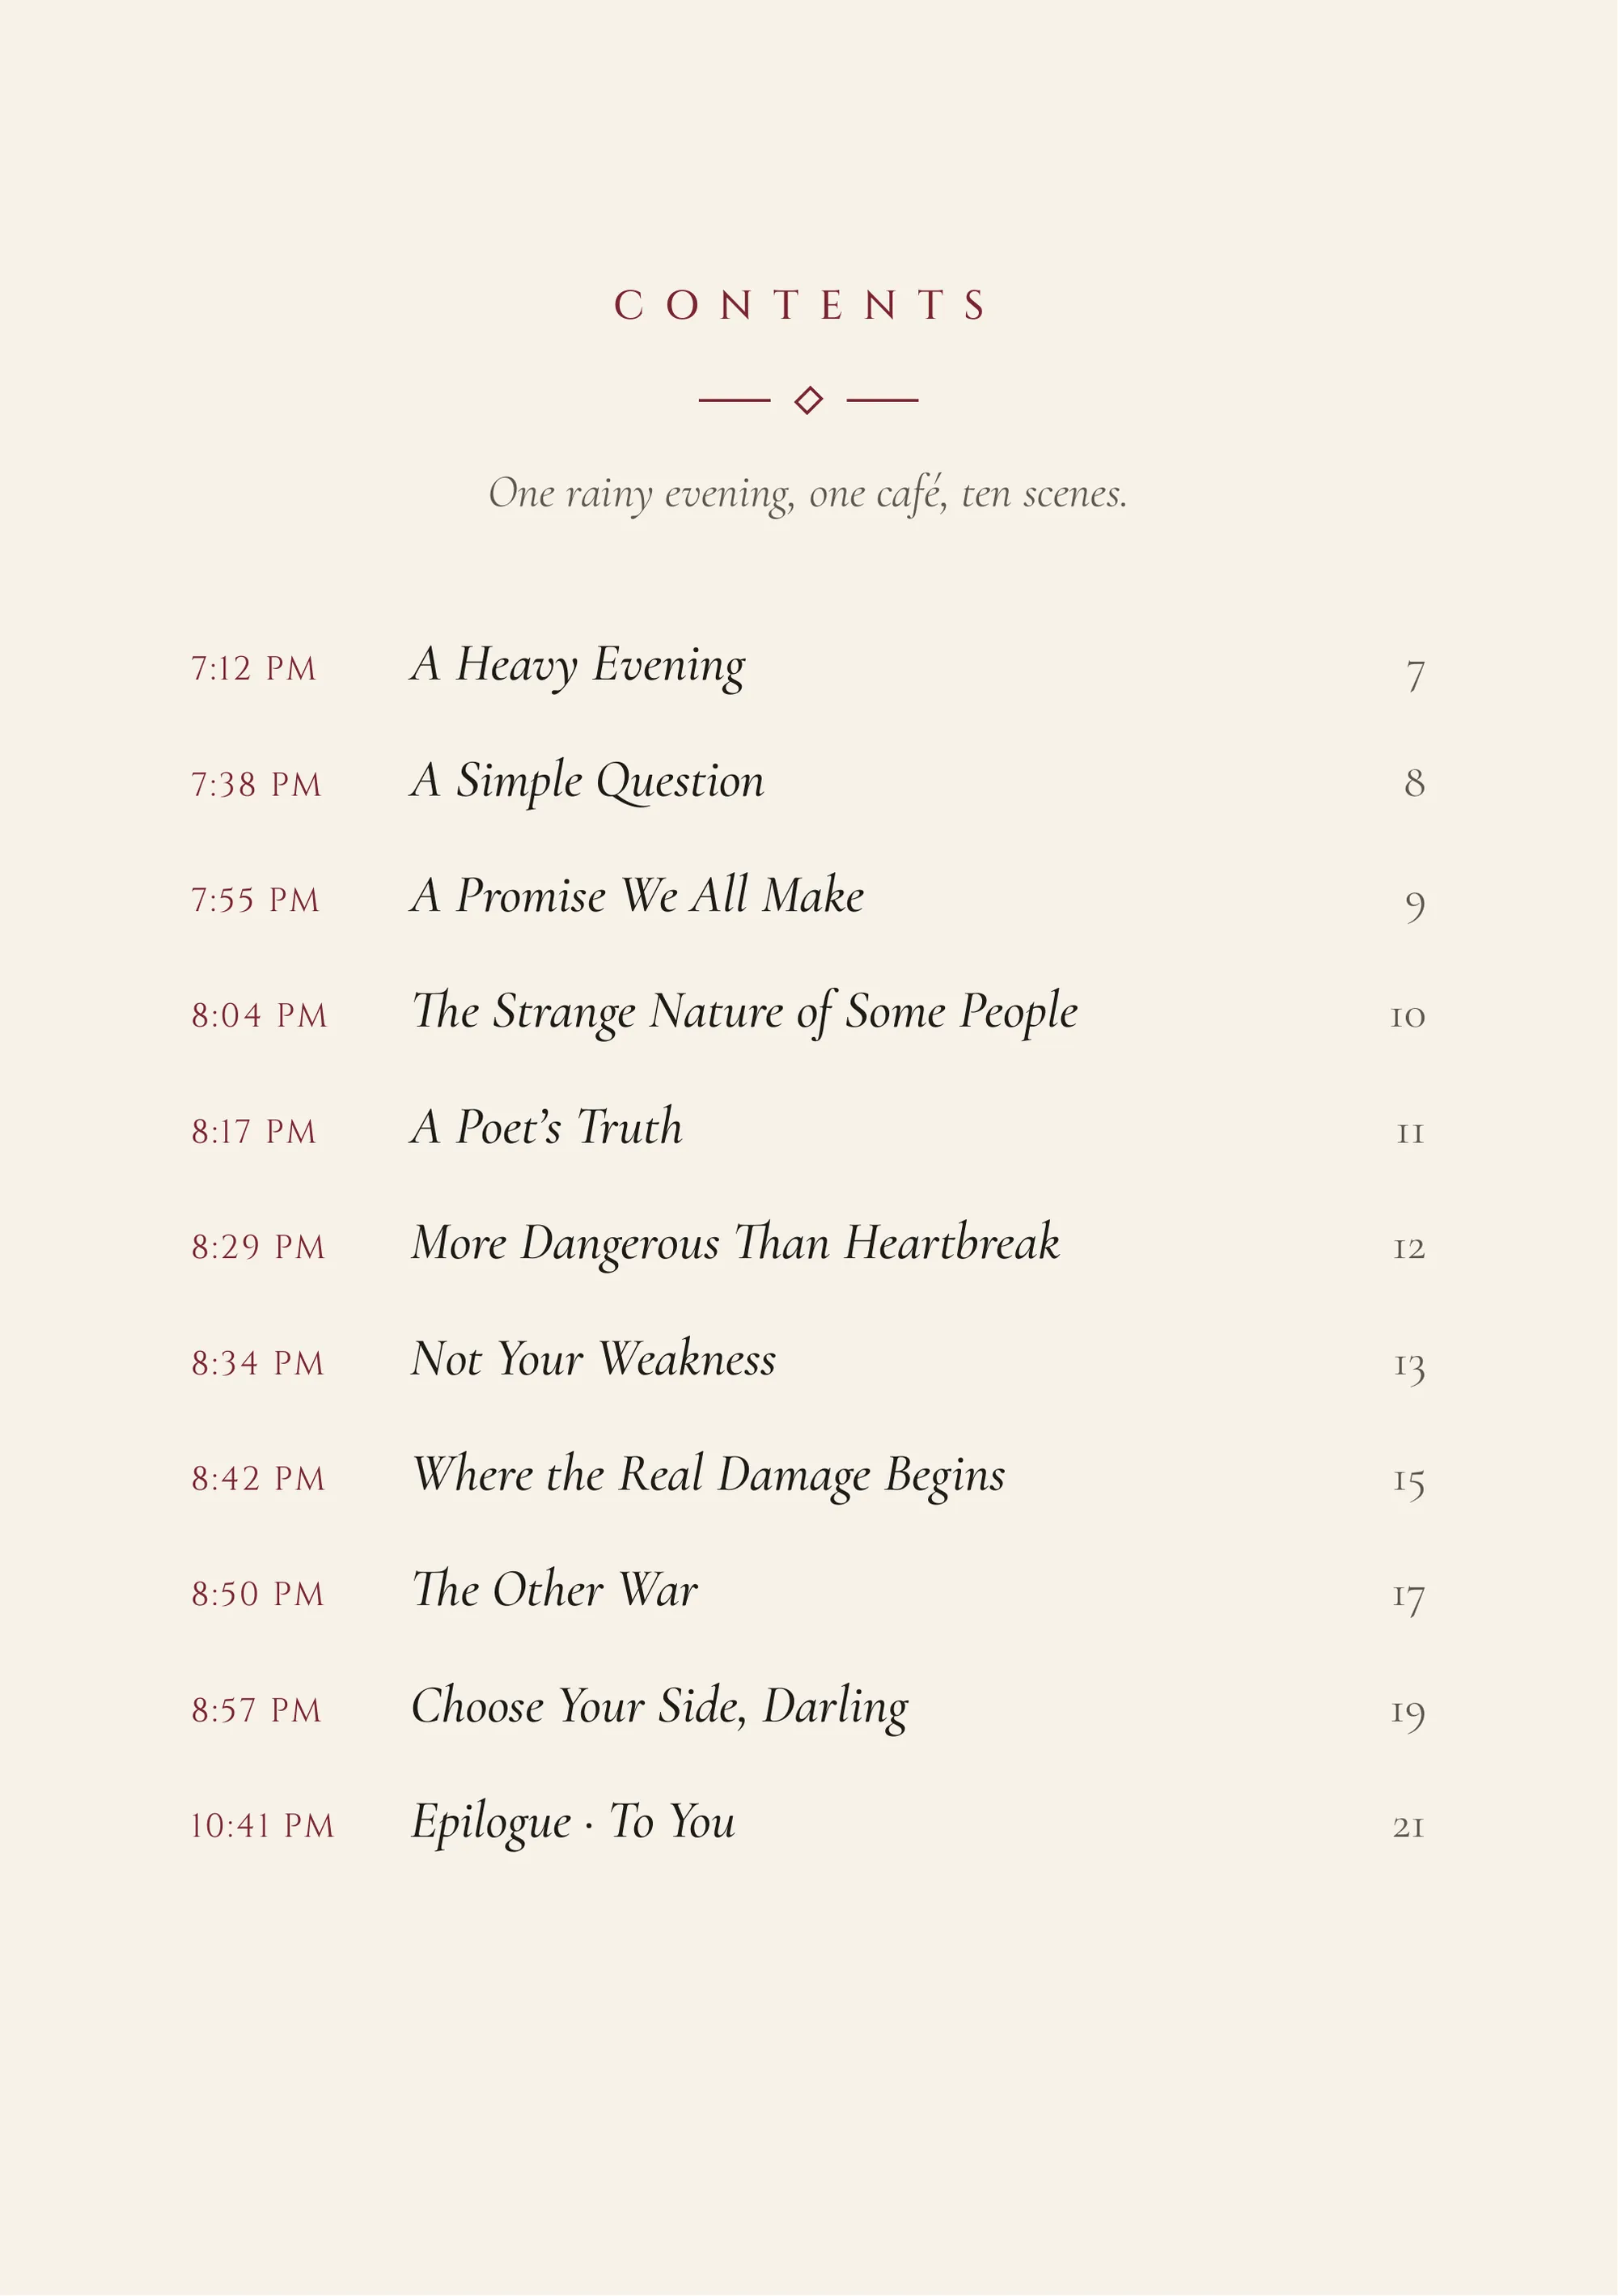 CONTENTS
One rainy evening, one café, ten scenes.
7:12 PM A Heavy Evening 7
7:38 PM A Simple Question 8
7:55 PM A Promise We All Make 9
8:04 PM The Strange Nature of Some People 10
8:17 PM A Poet’s Truth 11
8:29 PM More Dangerous Than Heartbreak 12
8:34 PM Not Your Weakness 13
8:42 PM Where the Real Damage Begins 15
8:50 PM The Other War 17
8:57 PM Choose Your Side, Darling 19
10:41 PM Epilogue · To You 21